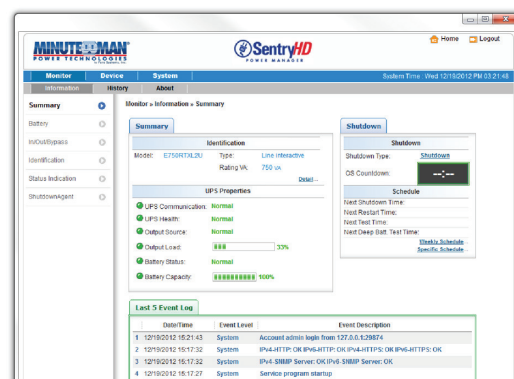 MINUTEMAN
POWER TECHNOLOGIES
SentryHD
POWER MANAGER
Home
Logout
Monitor Device System
System Time Wed 12/19/2012 PM 03:21:48
Information History About
Summary
Battery
In/Out/Bypass
Identification
Status Indication
ShutdownAgent
Monitor » Information » Summary
Summary
Identification
Model: E750RTXL2U Type: Line interactive
Rating VA: 750 VA
Detail...
UPS Properties
UPS Communication: Normal
UPS Health: Normal
Output Source: Normal
Output Load: 33%
Battery Status: Normal
Battery Capacity: 100%
Shutdown
Shutdown
Shutdown Type: Shutdown
OS Countdown: --:--
Schedule
Next Shutdown Time:
Next Restart Time:
Next Test Time:
Next Deep Batt. Test Time:
Weekly Schedule...
Specific Schedule...
Last 5 Event Log
Date/Time Event Level Event Description
1 12/19/2012 15:21:43 System Account admin login from 127.0.0.1:29874
2 12/19/2012 15:17:32 System IPv4-HTTP: OK IPv6-HTTP: OK IPv4-HTTPS: OK IPv6-HTTPS: OK
3 12/19/2012 15:17:32 System IPv4-SNMP Server: OK IPv6-SNMP Server: OK
4 12/19/2012 15:17:27 System Service program startup